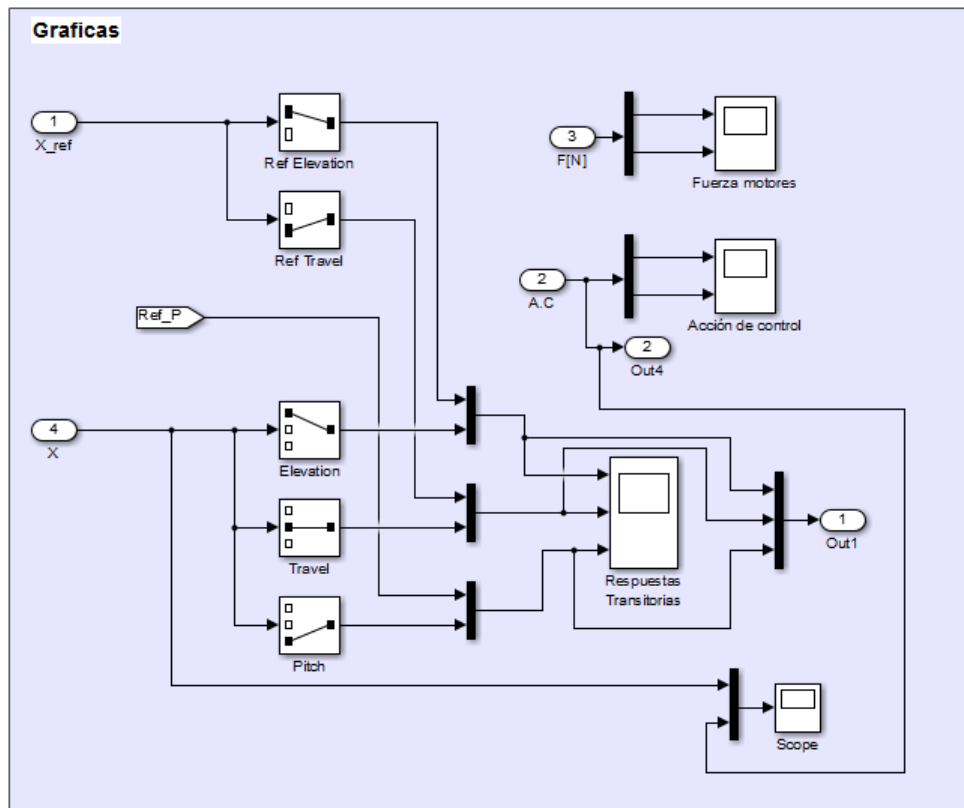 Graficas
1
X_ref
Ref Elevation
3
F[N]
Fuerza motores
Ref Travel
2
A.C
Acción de control
Ref_P
2
Out4
4
X
Elevation
Travel
1
Out1
Respuestas
Transitorias
Pitch
Scope